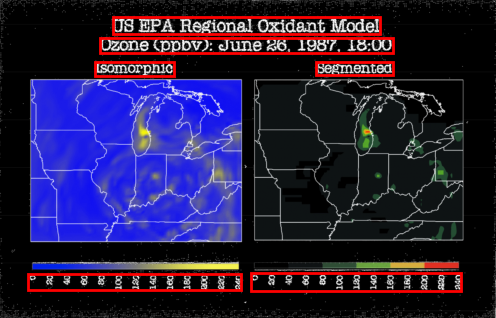 US EPA Regional Oxidant Model
Ozone (ppbv): June 26, 1987, 18:00
Isomorphic
Segmented
0 20 40 60 80 100 120 140 160 180 200 220 240
0 20 40 60 80 100 120 140 160 180 200 220 240